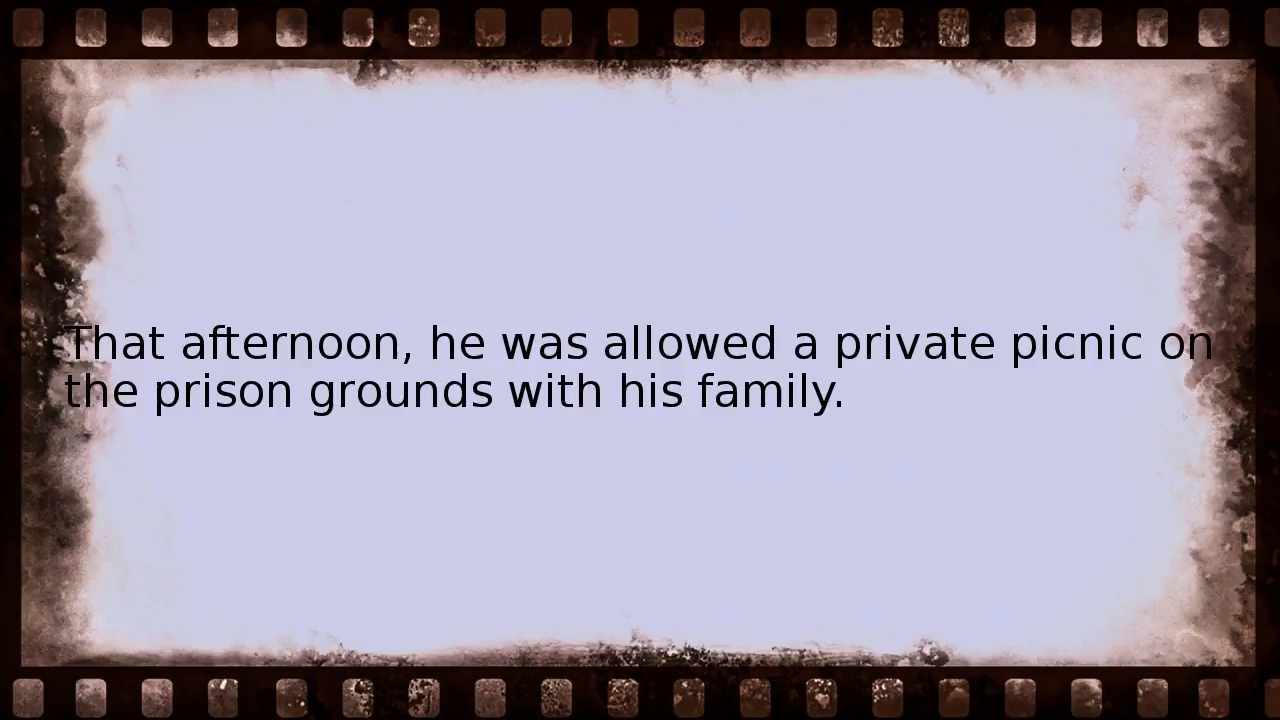 That afternoon, he was allowed a private picnic on
the prison grounds with his family.